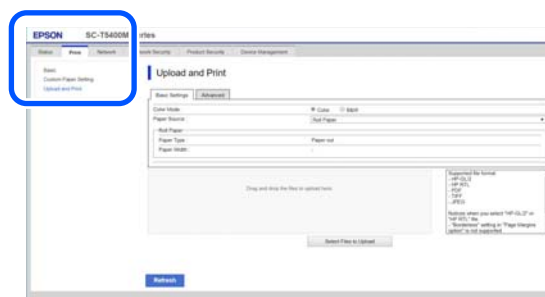 EPSON SC-T5400M Series
Status Print Network Network Security Product Security Device Management
Basic
Custom Paper Setting
Upload and Print
Upload and Print
Basic Settings Advanced
Color Mode Color B&W
Paper Source Roll Paper
Roll Paper
Paper Type Paper out
Paper Width -
Drag and drop the files to upload here.
Supported file format
- HP-GL/2
- HP RTL
- PDF
- TIFF
- JPEG
Notices when you select "HP-GL/2" or
"HP RTL" file.
- "Borderless" setting in "Page Margins
option" is not supported
Select Files to Upload
Refresh